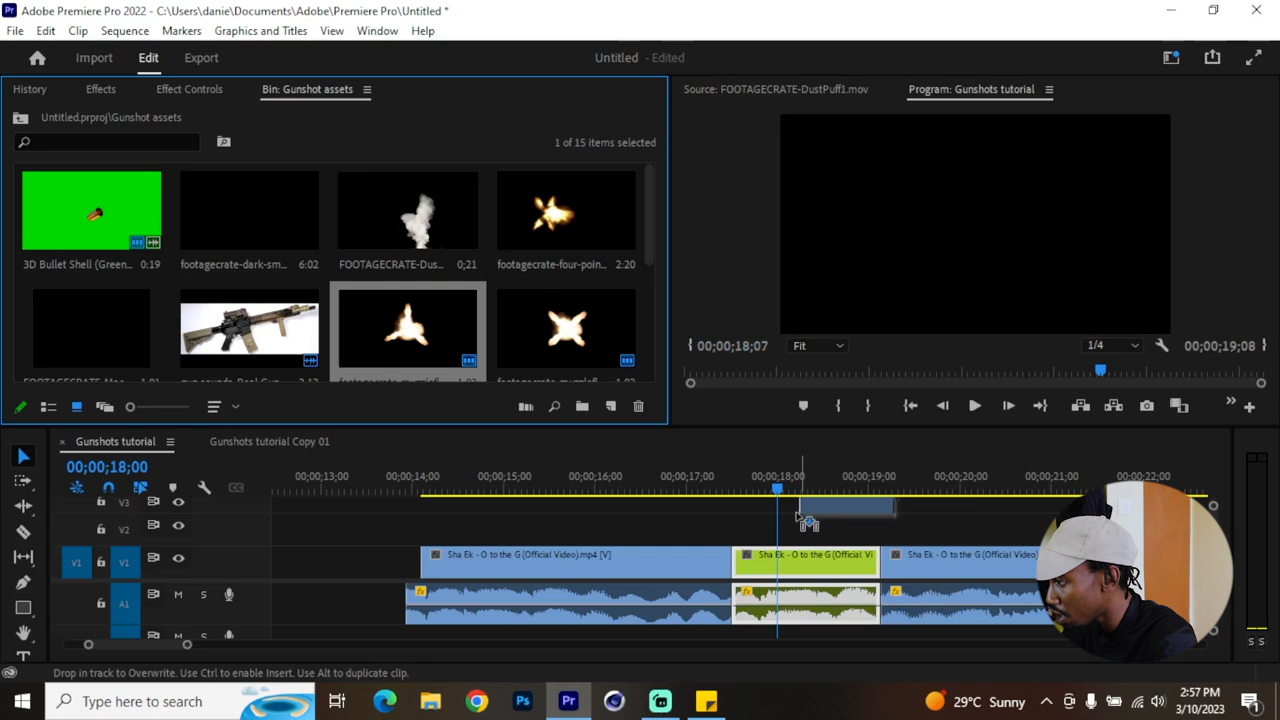 Adobe Premiere Pro 2022 - C:\Users\danie\Documents\Adobe\Premiere Pro\Untitled *
File Edit Clip Sequence Markers Graphics and Titles View Window Help
Import Edit Export
Untitled - Edited
History Effects Effect Controls Bin: Gunshot assets
Source: FOOTAGECRATE-DustPuff1.mov Program: Gunshots tutorial
Untitled.prproj\Gunshot assets
1 of 15 items selected
3D Bullet Shell (Green... 0:19 footagecrate-dark-sm... 6:02 FOOTAGECRATE-Dus... 0;21 footagecrate-four-poin... 2:20
00;00;18;07 Fit 1/4 00;00;19;08
Gunshots tutorial Gunshots tutorial Copy 01
00;00;18;00
00;00;13;00 00;00;14;00 00;00;15;00 00;00;16;00 00;00;17;00 00;00;18;00 00;00;19;00 00;00;20;00 00;00;21;00 00;00;22;00
V3
V2
V1 V1 Sha Ek - O to the G (Official Video).mp4 [V] Sha Ek - O to the G (Official Vi Sha Ek - O to the G (Official Video)
A1 M S fx fx fx
M S
S S
Drop in track to Overwrite. Use Ctrl to enable Insert. Use Alt to duplicate clip.
Type here to search
Ps Pr
29°C Sunny
2:57 PM
3/10/2023
1